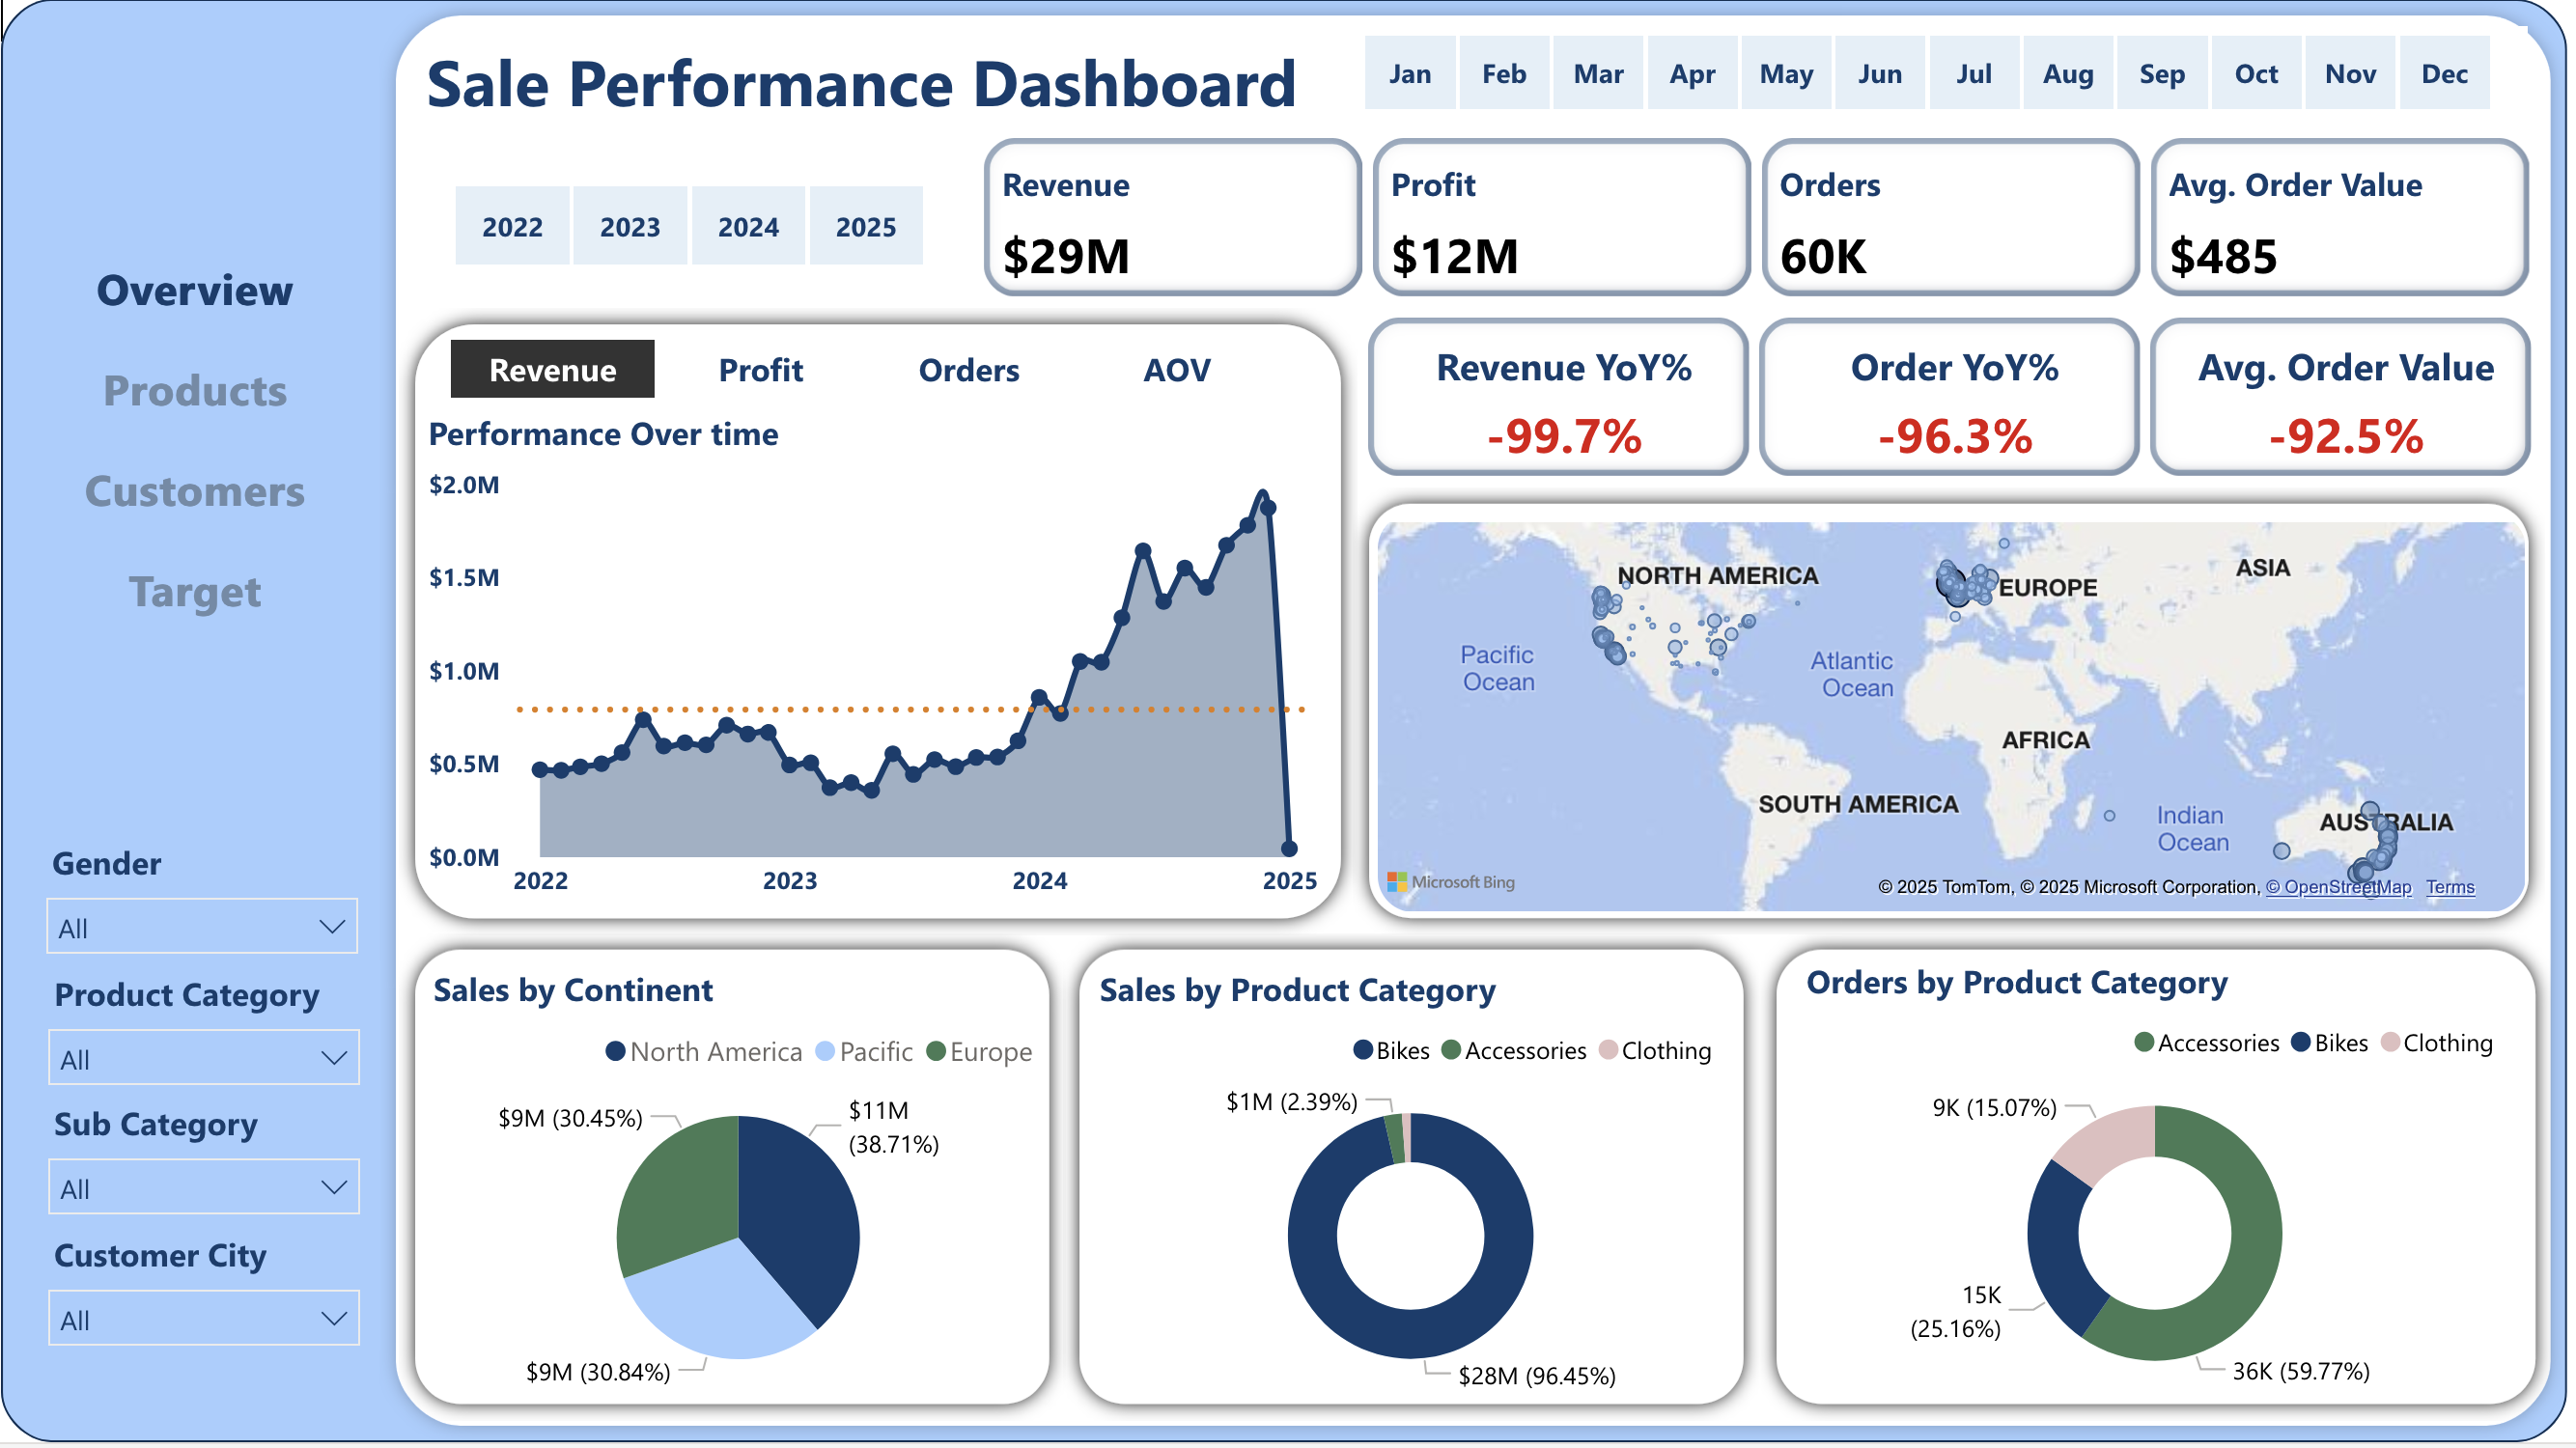 Sale Performance Dashboard
Jan Feb Mar Apr May Jun Jul Aug Sep Oct Nov Dec
2022 2023 2024 2025
Revenue
$29M
Profit
$12M
Orders
60K
Avg. Order Value
$485
Overview
Products
Customers
Target
Revenue Profit Orders AOV
Performance Over time
$2.0M
$1.5M
$1.0M
$0.5M
$0.0M
2022 2023 2024 2025
Revenue YoY%
-99.7%
Order YoY%
-96.3%
Avg. Order Value
-92.5%
NORTH AMERICA
EUROPE
ASIA
Pacific
Ocean
Atlantic
Ocean
AFRICA
SOUTH AMERICA
Indian
Ocean
AUSTRALIA
Microsoft Bing
© 2025 TomTom, © 2025 Microsoft Corporation, © OpenStreetMap Terms
Gender
All
Product Category
All
Sub Category
All
Customer City
All
Sales by Continent
North America Pacific Europe
$9M (30.45%)
$11M
(38.71%)
$9M (30.84%)
Sales by Product Category
Bikes Accessories Clothing
$1M (2.39%)
$28M (96.45%)
Orders by Product Category
Accessories Bikes Clothing
9K (15.07%)
15K
(25.16%)
36K (59.77%)